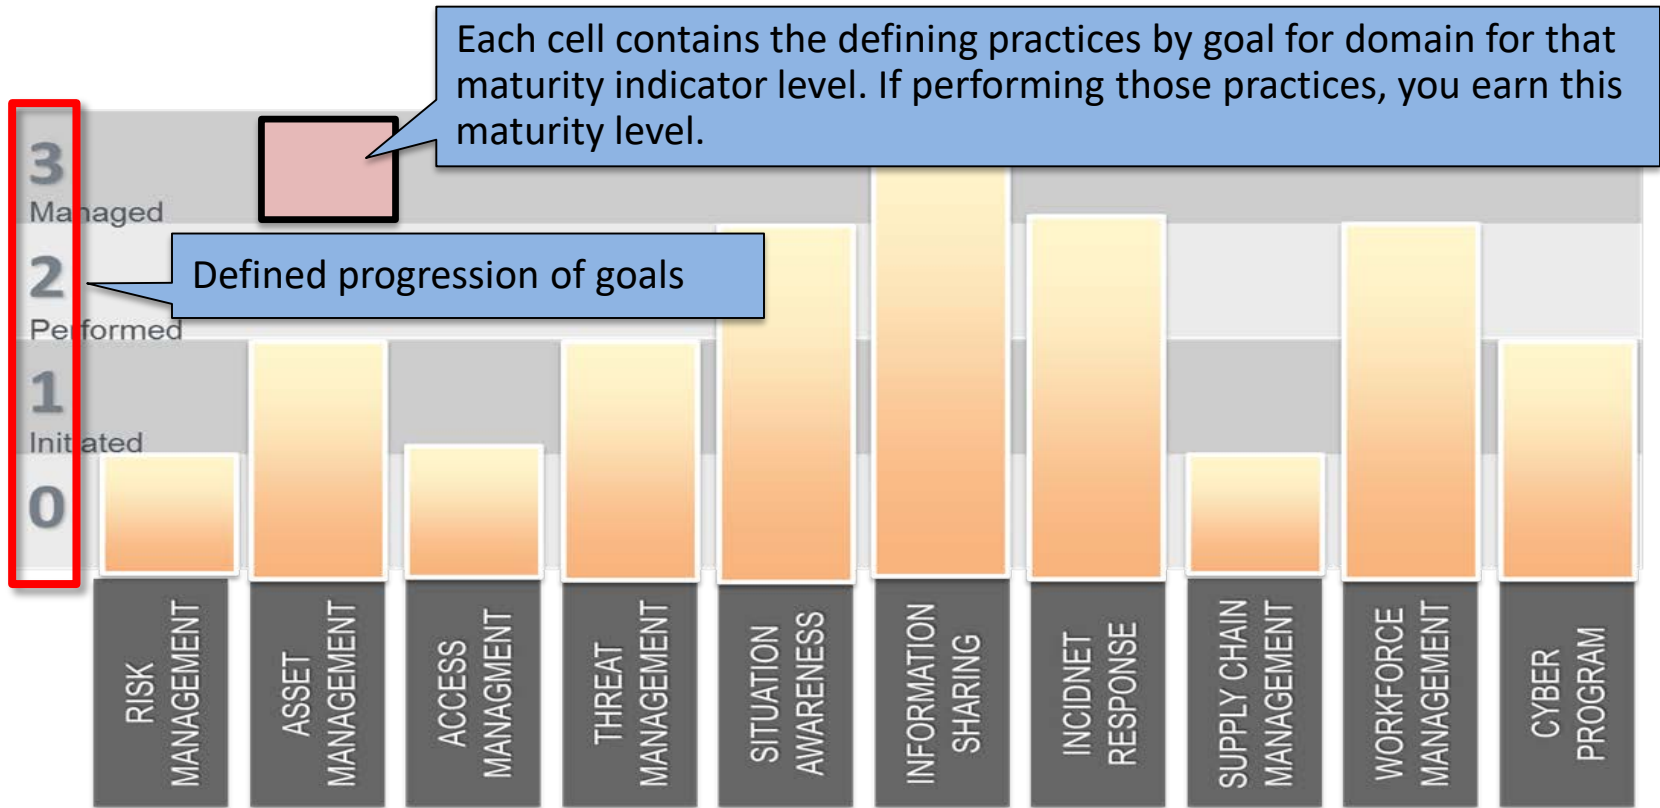 Each cell contains the defining practices by goal for domain for that
maturity indicator level. If performing those practices, you earn this
maturity level.
3
Managed
Defined progression of goals
2
Performed
1
Initiated
0
RISK
MANAGEMENT
ASSET
MANAGEMENT
ACCESS
MANAGMENT
THREAT
MANAGEMENT
SITUATION
AWARENESS
INFORMATION
SHARING
INCIDNET
RESPONSE
SUPPLY CHAIN
MANAGEMENT
WORKFORCE
MANAGEMENT
CYBER
PROGRAM